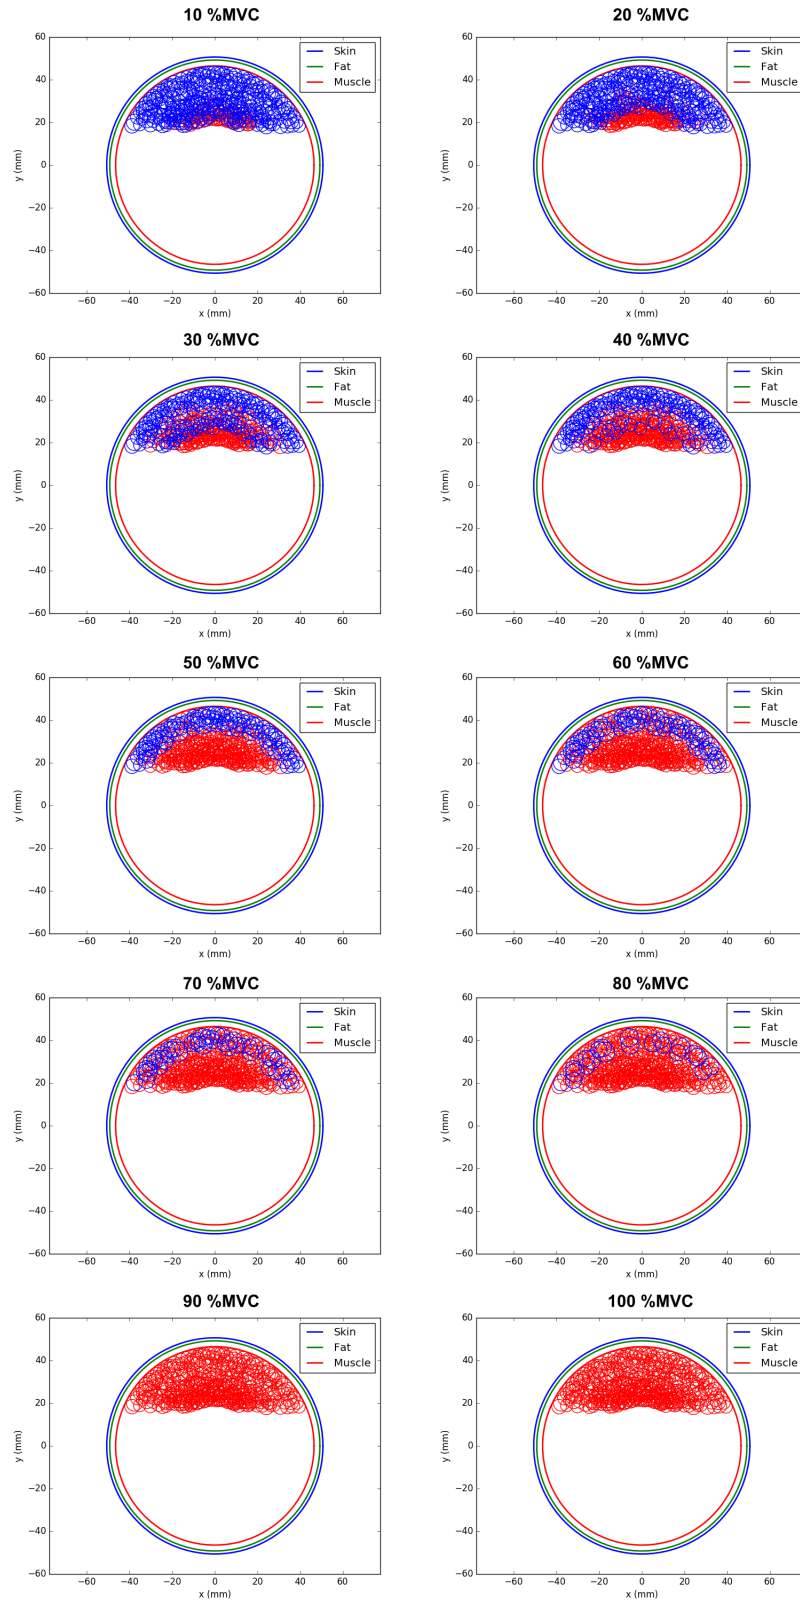 10 %MVC
60
40
20
0
−20
−40
−60
y (mm)
−60 −40 −20 0 20 40 60
x (mm)
Skin
Fat
Muscle
20 %MVC
60
40
20
0
−20
−40
−60
y (mm)
−60 −40 −20 0 20 40 60
x (mm)
Skin
Fat
Muscle
30 %MVC
60
40
20
0
−20
−40
−60
y (mm)
−60 −40 −20 0 20 40 60
x (mm)
Skin
Fat
Muscle
40 %MVC
60
40
20
0
−20
−40
−60
y (mm)
−60 −40 −20 0 20 40 60
x (mm)
Skin
Fat
Muscle
50 %MVC
60
40
20
0
−20
−40
−60
y (mm)
−60 −40 −20 0 20 40 60
x (mm)
Skin
Fat
Muscle
60 %MVC
60
40
20
0
−20
−40
−60
y (mm)
−60 −40 −20 0 20 40 60
x (mm)
Skin
Fat
Muscle
70 %MVC
60
40
20
0
−20
−40
−60
y (mm)
−60 −40 −20 0 20 40 60
x (mm)
Skin
Fat
Muscle
80 %MVC
60
40
20
0
−20
−40
−60
y (mm)
−60 −40 −20 0 20 40 60
x (mm)
Skin
Fat
Muscle
90 %MVC
60
40
20
0
−20
−40
−60
y (mm)
−60 −40 −20 0 20 40 60
x (mm)
Skin
Fat
Muscle
100 %MVC
60
40
20
0
−20
−40
−60
y (mm)
−60 −40 −20 0 20 40 60
x (mm)
Skin
Fat
Muscle